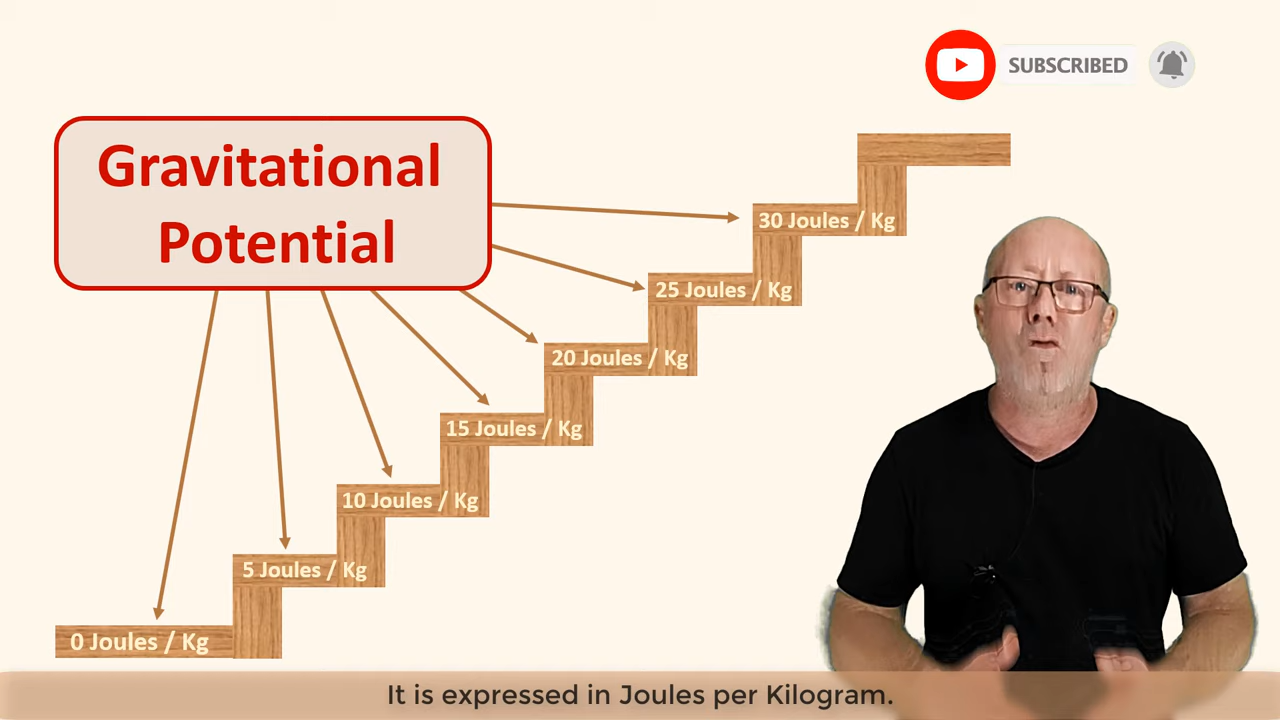 SUBSCRIBED
Gravitational
Potential
30 Joules / Kg
25 Joules / Kg
20 Joules / Kg
15 Joules / Kg
10 Joules / Kg
5 Joules / Kg
0 Joules / Kg
It is expressed in Joules per Kilogram.